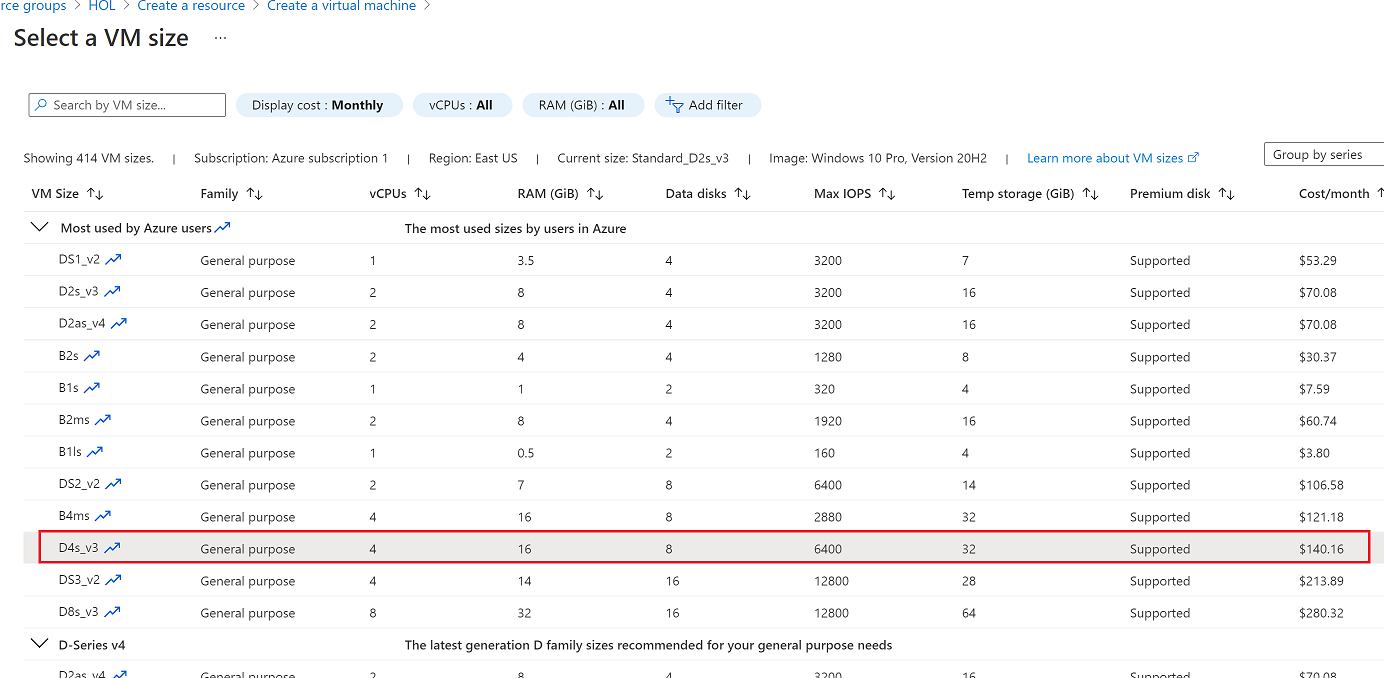 rce groups > HOL > Create a resource > Create a virtual machine >
Select a VM size ...
Search by VM size... Display cost : Monthly vCPUs : All RAM (GiB) : All Add filter
Showing 414 VM sizes. | Subscription: Azure subscription 1 | Region: East US | Current size: Standard_D2s_v3 | Image: Windows 10 Pro, Version 20H2 | Learn more about VM sizes Group by series
VM Size Family vCPUs RAM (GiB) Data disks Max IOPS Temp storage (GiB) Premium disk Cost/month
Most used by Azure users The most used sizes by users in Azure
DS1_v2 General purpose 1 3.5 4 3200 7 Supported $53.29
D2s_v3 General purpose 2 8 4 3200 16 Supported $70.08
D2as_v4 General purpose 2 8 4 3200 16 Supported $70.08
B2s General purpose 2 4 4 1280 8 Supported $30.37
B1s General purpose 1 1 2 320 4 Supported $7.59
B2ms General purpose 2 8 4 1920 16 Supported $60.74
B1ls General purpose 1 0.5 2 160 4 Supported $3.80
DS2_v2 General purpose 2 7 8 6400 14 Supported $106.58
B4ms General purpose 4 16 8 2880 32 Supported $121.18
D4s_v3 General purpose 4 16 8 6400 32 Supported $140.16
DS3_v2 General purpose 4 14 16 12800 28 Supported $213.89
D8s_v3 General purpose 8 32 16 12800 64 Supported $280.32
D-Series v4 The latest generation D family sizes recommended for your general purpose needs
D2as_v4 General purpose 2 8 4 3200 16 Supported $70.08